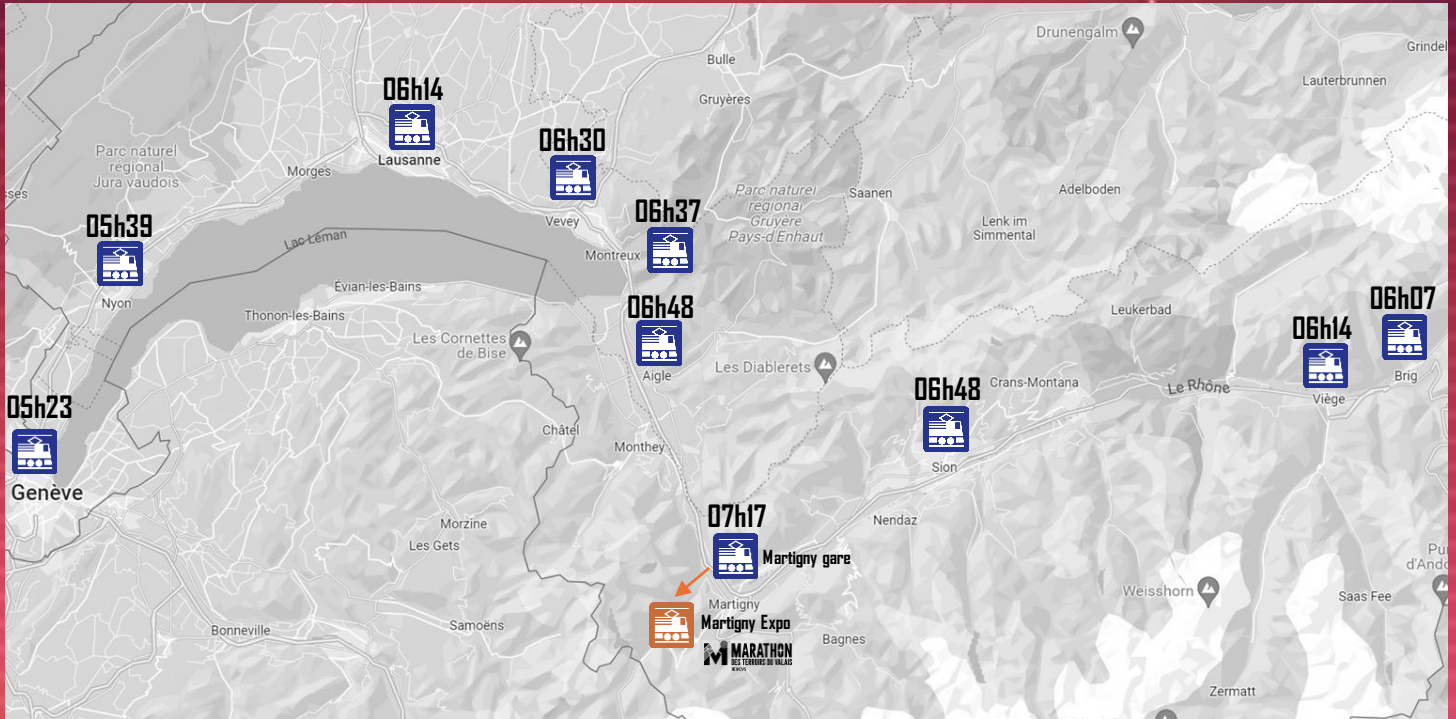 Drunengalm
Grindel
Bulle
Lauterbrunnen
06h14
Gruyères
06h30
Parc naturel
régional
Jura vaudois
Lausanne
Morges
sses
Parc naturel
régional
Gruyère
Pays-d'Enhaut
Saanen
Adelboden
05h39
Vevey
06h37
Lenk im
Simmental
Lac Léman
Montreux
Nyon
Évian-les-Bains
Thonon-les-Bains
06h48
Leukerbad
06h07
06h14
Les Cornettes
de Bise
Aigle
Les Diablerets
06h48
Crans-Montana
Le Rhône
Brig
Viège
05h23
Châtel
Monthey
Sion
Genève
07h17
Nendaz
Morzine
Les Gets
Martigny gare
Pu
d'Ando
Weisshorn
Saas Fee
Martigny
Martigny Expo
Bonneville
Samoëns
Bagnes
MARATHON
DES TERROIRS DU VALAIS
Zermatt